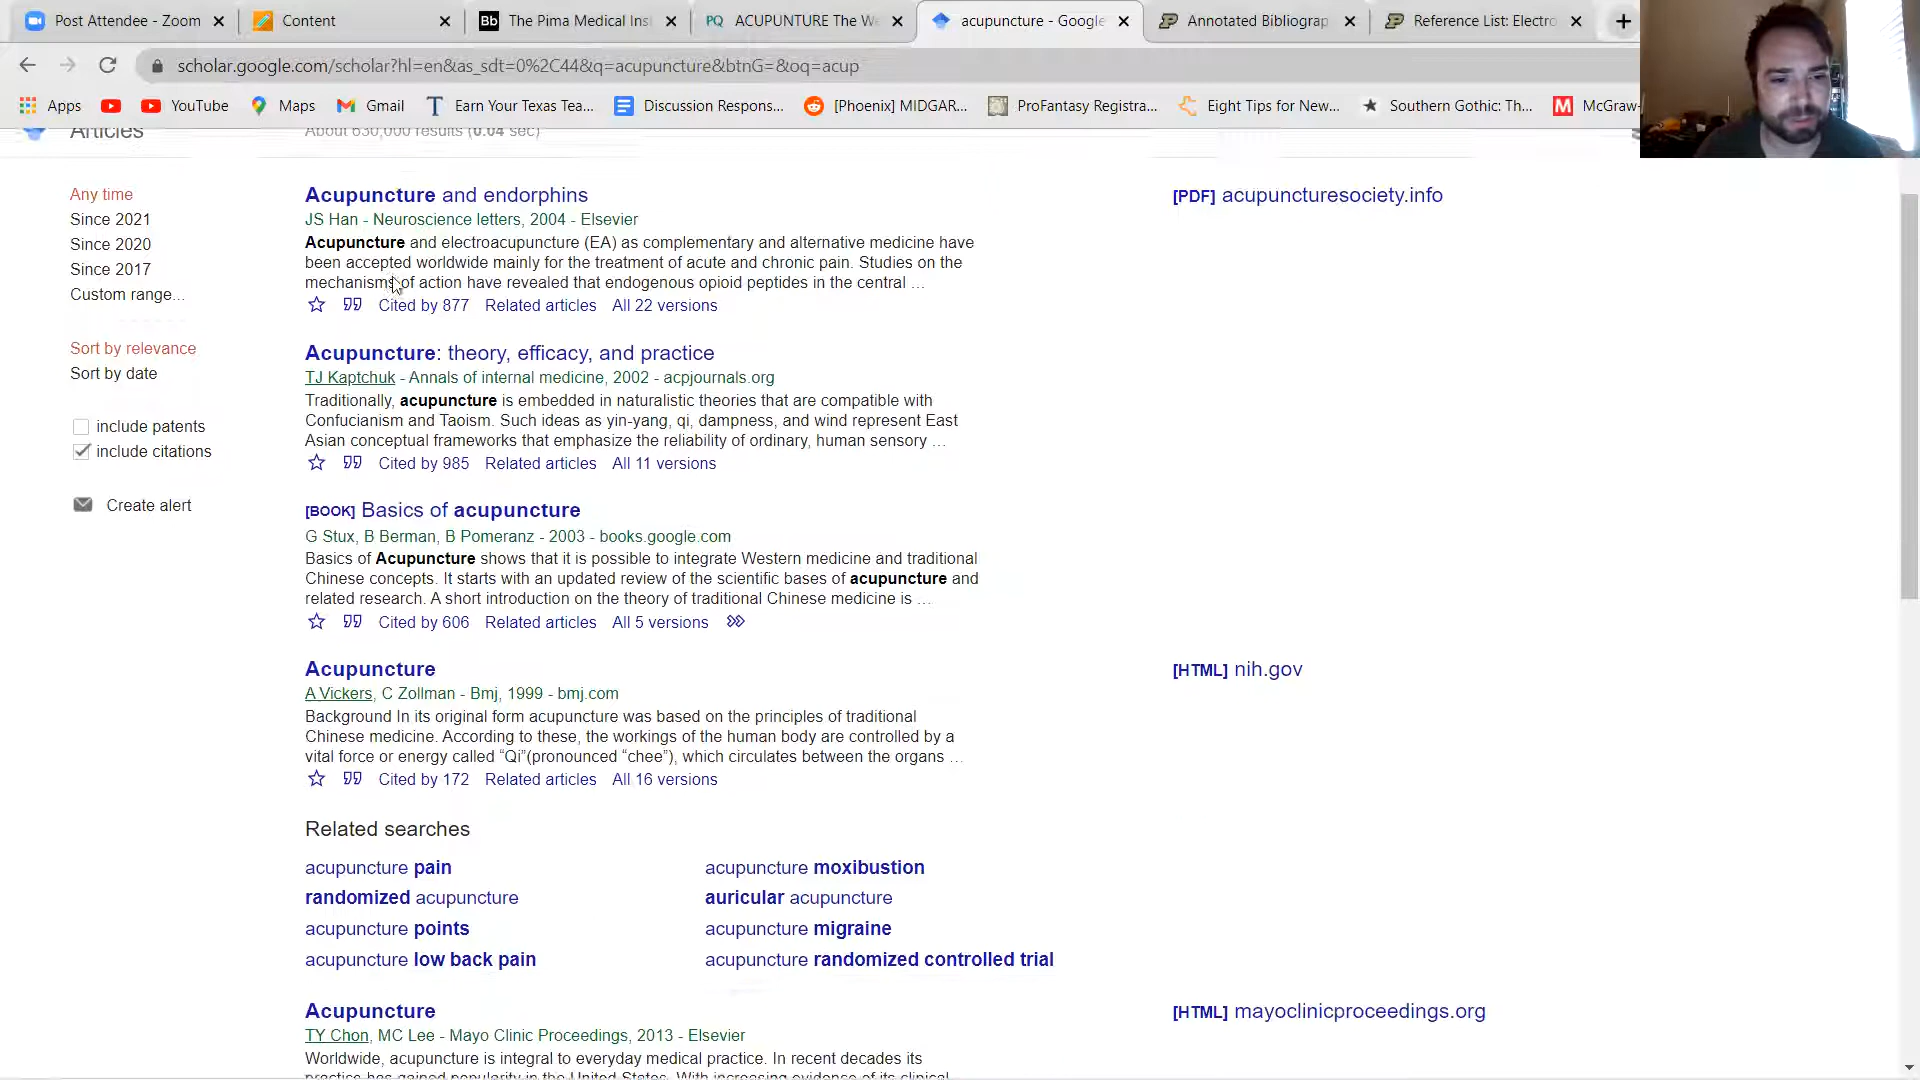 Post Attendee - Zoom
Content
Bb The Pima Medical Ins
PQ ACUPUNTURE The We
acupuncture - Google
Annotated Bibliograp
Reference List: Electro
scholar.google.com/scholar?hl=en&as_sdt=0%2C44&q=acupuncture&btnG=&oq=acup
Apps
YouTube
Maps
Gmail
Earn Your Texas Tea...
Discussion Respons...
[Phoenix] MIDGAR...
ProFantasy Registra...
Eight Tips for New...
Southern Gothic: Th...
McGraw-
Articles
About 630,000 results (0.04 sec)
Any time
Since 2021
Since 2020
Since 2017
Custom range...
Sort by relevance
Sort by date
include patents
include citations
Create alert
Acupuncture and endorphins
JS Han - Neuroscience letters, 2004 - Elsevier
Acupuncture and electroacupuncture (EA) as complementary and alternative medicine have
been accepted worldwide mainly for the treatment of acute and chronic pain. Studies on the
mechanisms of action have revealed that endogenous opioid peptides in the central …
Cited by 877 Related articles All 22 versions
[PDF] acupuncturesociety.info
Acupuncture: theory, efficacy, and practice
TJ Kaptchuk - Annals of internal medicine, 2002 - acpjournals.org
Traditionally, acupuncture is embedded in naturalistic theories that are compatible with
Confucianism and Taoism. Such ideas as yin-yang, qi, dampness, and wind represent East
Asian conceptual frameworks that emphasize the reliability of ordinary, human sensory …
Cited by 985 Related articles All 11 versions
[BOOK] Basics of acupuncture
G Stux, B Berman, B Pomeranz - 2003 - books.google.com
Basics of Acupuncture shows that it is possible to integrate Western medicine and traditional
Chinese concepts. It starts with an updated review of the scientific bases of acupuncture and
related research. A short introduction on the theory of traditional Chinese medicine is …
Cited by 606 Related articles All 5 versions
Acupuncture
A Vickers, C Zollman - Bmj, 1999 - bmj.com
Background In its original form acupuncture was based on the principles of traditional
Chinese medicine. According to these, the workings of the human body are controlled by a
vital force or energy called “Qi”(pronounced “chee”), which circulates between the organs …
Cited by 172 Related articles All 16 versions
[HTML] nih.gov
Related searches
acupuncture pain
acupuncture moxibustion
randomized acupuncture
auricular acupuncture
acupuncture points
acupuncture migraine
acupuncture low back pain
acupuncture randomized controlled trial
Acupuncture
TY Chon, MC Lee - Mayo Clinic Proceedings, 2013 - Elsevier
Worldwide, acupuncture is integral to everyday medical practice. In recent decades its
practice has gained popularity in the United States. With increasing evidence of its clinical
[HTML] mayoclinicproceedings.org